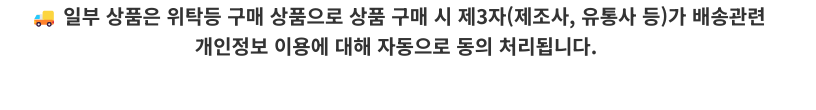 🚚 일부 상품은 위탁등 구매 상품으로 상품 구매 시 제3자(제조사, 유통사 등)가 배송관련
개인정보 이용에 대해 자동으로 동의 처리됩니다.